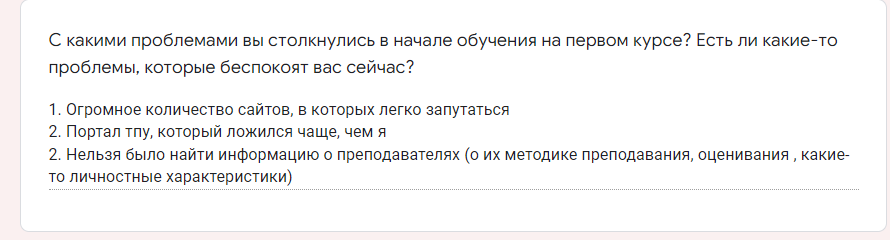 С какими проблемами вы столкнулись в начале обучения на первом курсе? Есть ли какие-то
проблемы, которые беспокоят вас сейчас?
1. Огромное количество сайтов, в которых легко запутаться
2. Портал тпу, который ложился чаще, чем я
2. Нельзя было найти информацию о преподавателях (о их методике преподавания, оценивания , какие-
то личностные характеристики)